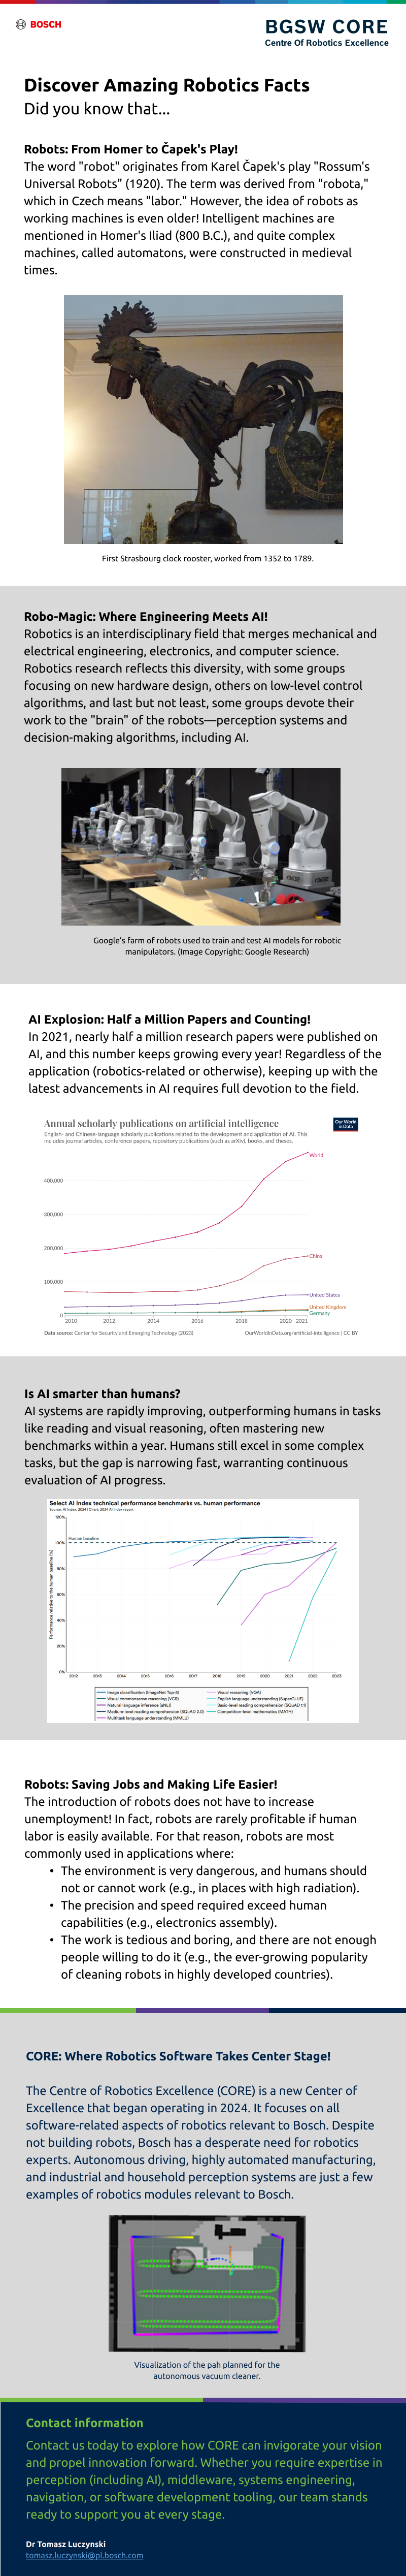 BOSCH
BGSW CORE
Centre Of Robotics Excellence
Discover Amazing Robotics Facts
Did you know that...
Robots: From Homer to Čapek's Play!
The word "robot" originates from Karel Čapek's play "Rossum's
Universal Robots" (1920). The term was derived from "robota,"
which in Czech means "labor." However, the idea of robots as
working machines is even older! Intelligent machines are
mentioned in Homer's Iliad (800 B.C.), and quite complex
machines, called automatons, were constructed in medieval
times.
First Strasbourg clock rooster, worked from 1352 to 1789.
Robo-Magic: Where Engineering Meets AI!
Robotics is an interdisciplinary field that merges mechanical and
electrical engineering, electronics, and computer science.
Robotics research reflects this diversity, with some groups
focusing on new hardware design, others on low-level control
algorithms, and last but not least, some groups devote their
work to the "brain" of the robots—perception systems and
decision-making algorithms, including AI.
Google's farm of robots used to train and test AI models for robotic
manipulators. (Image Copyright: Google Research)
AI Explosion: Half a Million Papers and Counting!
In 2021, nearly half a million research papers were published on
AI, and this number keeps growing every year! Regardless of the
application (robotics-related or otherwise), keeping up with the
latest advancements in AI requires full devotion to the field.
Annual scholarly publications on artificial intelligence
Our World
in Data
English- and Chinese-language scholarly publications related to the development and application of AI. This
includes journal articles, conference papers, repository publications (such as arXiv), books, and theses.
World
400,000
300,000
200,000
China
100,000
United States
United Kingdom
Germany
0
2010 2012 2014 2016 2018 2020 2021
Data source: Center for Security and Emerging Technology (2023)
OurWorldInData.org/artificial-intelligence | CC BY
Is AI smarter than humans?
AI systems are rapidly improving, outperforming humans in tasks
like reading and visual reasoning, often mastering new
benchmarks within a year. Humans still excel in some complex
tasks, but the gap is narrowing fast, warranting continuous
evaluation of AI progress.
Select AI Index technical performance benchmarks vs. human performance
Source: AI Index, 2024 | Chart: 2024 AI Index report
120%
Human baseline
100%
80%
60%
40%
20%
0%
Performance relative to the human baseline (%)
2012 2013 2014 2015 2016 2017 2018 2019 2020 2021 2022 2023
Image classification (ImageNet Top-5)
Visual reasoning (VQA)
Visual commonsense reasoning (VCR)
English language understanding (SuperGLUE)
Natural language inference (aNLI)
Basic-level reading comprehension (SQuAD 1.1)
Medium-level reading comprehension (SQuAD 2.0)
Competition-level mathematics (MATH)
Multitask language understanding (MMLU)
Robots: Saving Jobs and Making Life Easier!
The introduction of robots does not have to increase
unemployment! In fact, robots are rarely profitable if human
labor is easily available. For that reason, robots are most
commonly used in applications where:
• The environment is very dangerous, and humans should
not or cannot work (e.g., in places with high radiation).
• The precision and speed required exceed human
capabilities (e.g., electronics assembly).
• The work is tedious and boring, and there are not enough
people willing to do it (e.g., the ever-growing popularity
of cleaning robots in highly developed countries).
CORE: Where Robotics Software Takes Center Stage!
The Centre of Robotics Excellence (CORE) is a new Center of
Excellence that began operating in 2024. It focuses on all
software-related aspects of robotics relevant to Bosch. Despite
not building robots, Bosch has a desperate need for robotics
experts. Autonomous driving, highly automated manufacturing,
and industrial and household perception systems are just a few
examples of robotics modules relevant to Bosch.
Visualization of the pah planned for the
autonomous vacuum cleaner.
Contact information
Contact us today to explore how CORE can invigorate your vision
and propel innovation forward. Whether you require expertise in
perception (including AI), middleware, systems engineering,
navigation, or software development tooling, our team stands
ready to support you at every stage.
Dr Tomasz Luczynski
tomasz.luczynski@pl.bosch.com